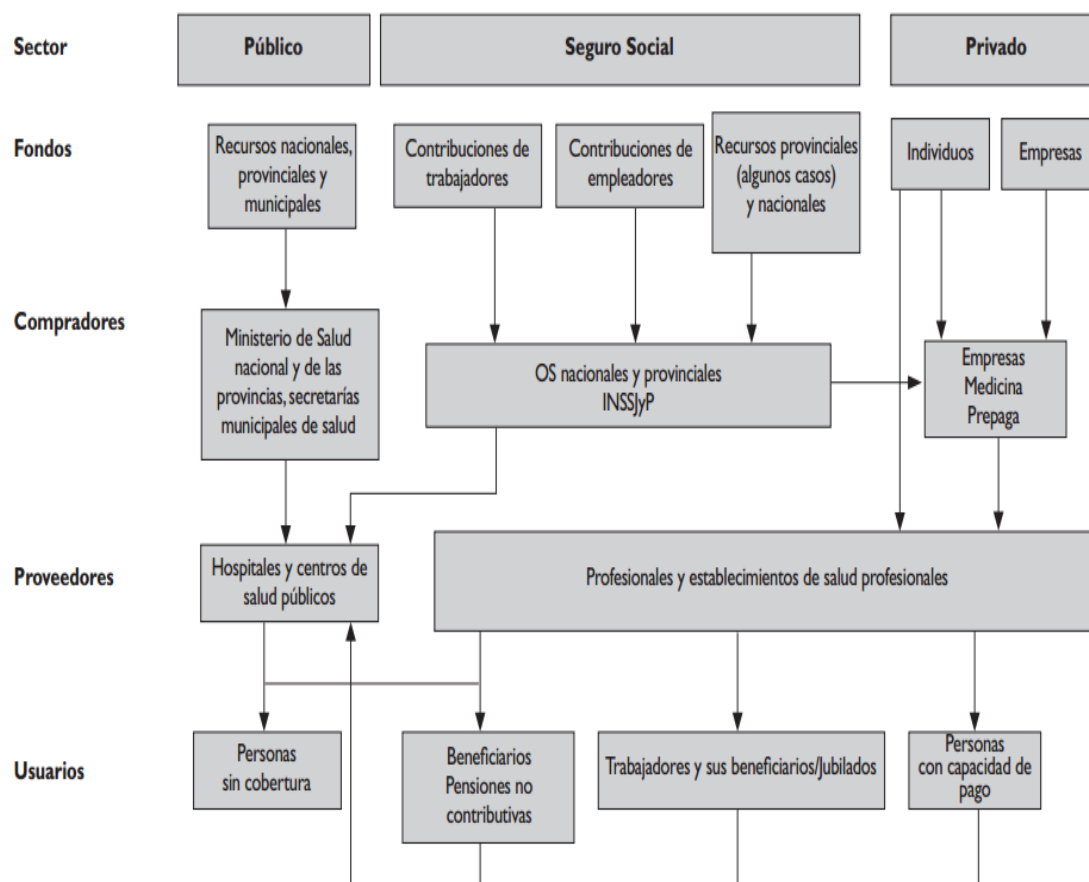 Sector
Público
Seguro Social
Privado
Fondos
Recursos nacionales,
provinciales y
municipales
Contribuciones de
trabajadores
Contribuciones de
empleadores
Recursos provinciales
(algunos casos)
y nacionales
Individuos
Empresas
Compradores
Ministerio de Salud
nacional y de las
provincias, secretarías
municipales de salud
OS nacionales y provinciales
INSSJyP
Empresas
Medicina
Prepaga
Proveedores
Hospitales y centros de
salud públicos
Profesionales y establecimientos de salud profesionales
Usuarios
Personas
sin cobertura
Beneficiarios
Pensiones no
contributivas
Trabajadores y sus beneficiarios/Jubilados
Personas
con capacidad de
pago